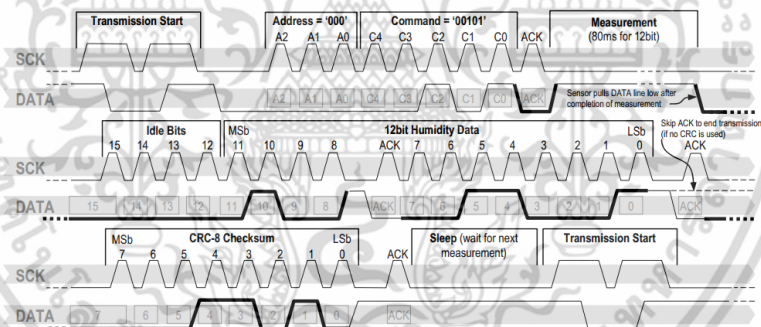 Transmission Start Address = '000' Command = '00101' Measurement
(80ms for 12bit)
A2 A1 A0 C4 C3 C2 C1 C0 ACK
SCK
DATA
A2 A1 A0 C4 C3 C2 C1 C0 ACK
Sensor pulls DATA line low after
completion of measurement
Skip ACK to end transmission
(if no CRC is used)
Idle Bits MSb 12bit Humidity Data LSb
15 14 13 12 11 10 9 8 ACK 7 6 5 4 3 2 1 0 ACK
SCK
DATA
15 14 13 12 11 10 9 8 ACK 7 6 5 4 3 2 1 0 ACK
MSb CRC-8 Checksum LSb Sleep (wait for next Transmission Start
measurement)
7 6 5 4 3 2 1 0 ACK
SCK
DATA
7 6 5 4 3 2 1 0 ACK